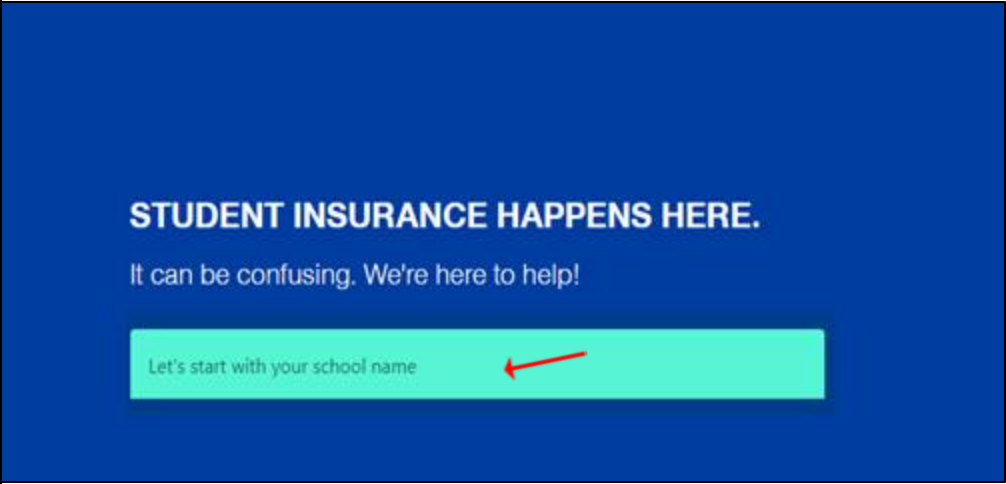 STUDENT INSURANCE HAPPENS HERE.
It can be confusing. We're here to help!
Let's start with your school name